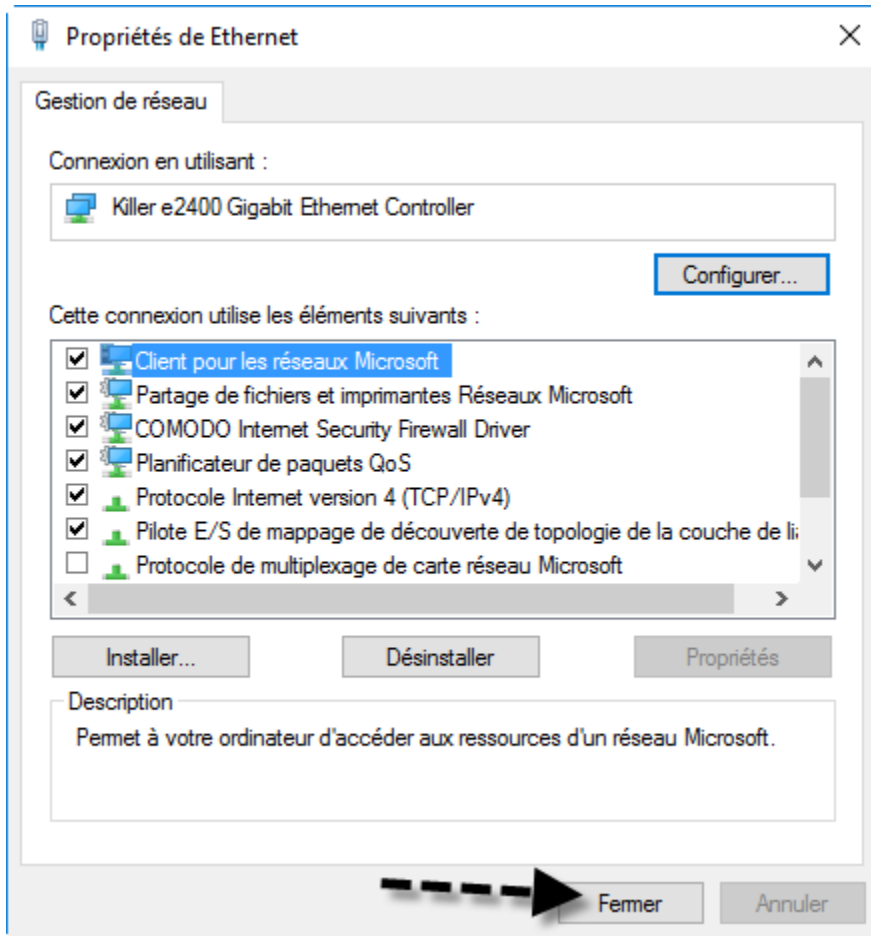 Propriétés de Ethernet
Gestion de réseau
Connexion en utilisant :
Killer e2400 Gigabit Ethernet Controller
Configurer...
Cette connexion utilise les éléments suivants :
Client pour les réseaux Microsoft
Partage de fichiers et imprimantes Réseaux Microsoft
COMODO Internet Security Firewall Driver
Planificateur de paquets QoS
Protocole Internet version 4 (TCP/IPv4)
Pilote E/S de mappage de découverte de topologie de la couche de lia
Protocole de multiplexage de carte réseau Microsoft
Installer... Désinstaller Propriétés
Description
Permet à votre ordinateur d'accéder aux ressources d'un réseau Microsoft.
Fermer Annuler